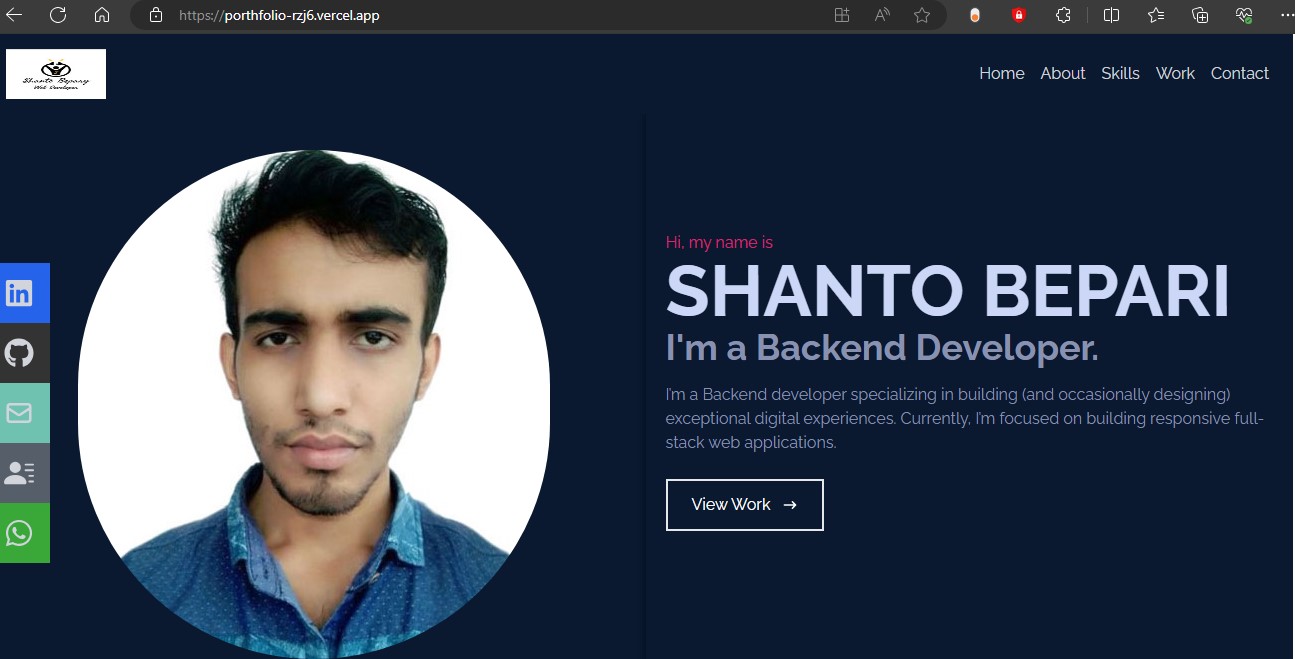 https://porthfolio-rzj6.vercel.app
Shanto Bepary
Web Developer
Home About Skills Work Contact
Hi, my name is
SHANTO BEPARI
I'm a Backend Developer.
I'm a Backend developer specializing in building (and occasionally designing)
exceptional digital experiences. Currently, I'm focused on building responsive full-
stack web applications.
View Work →
in